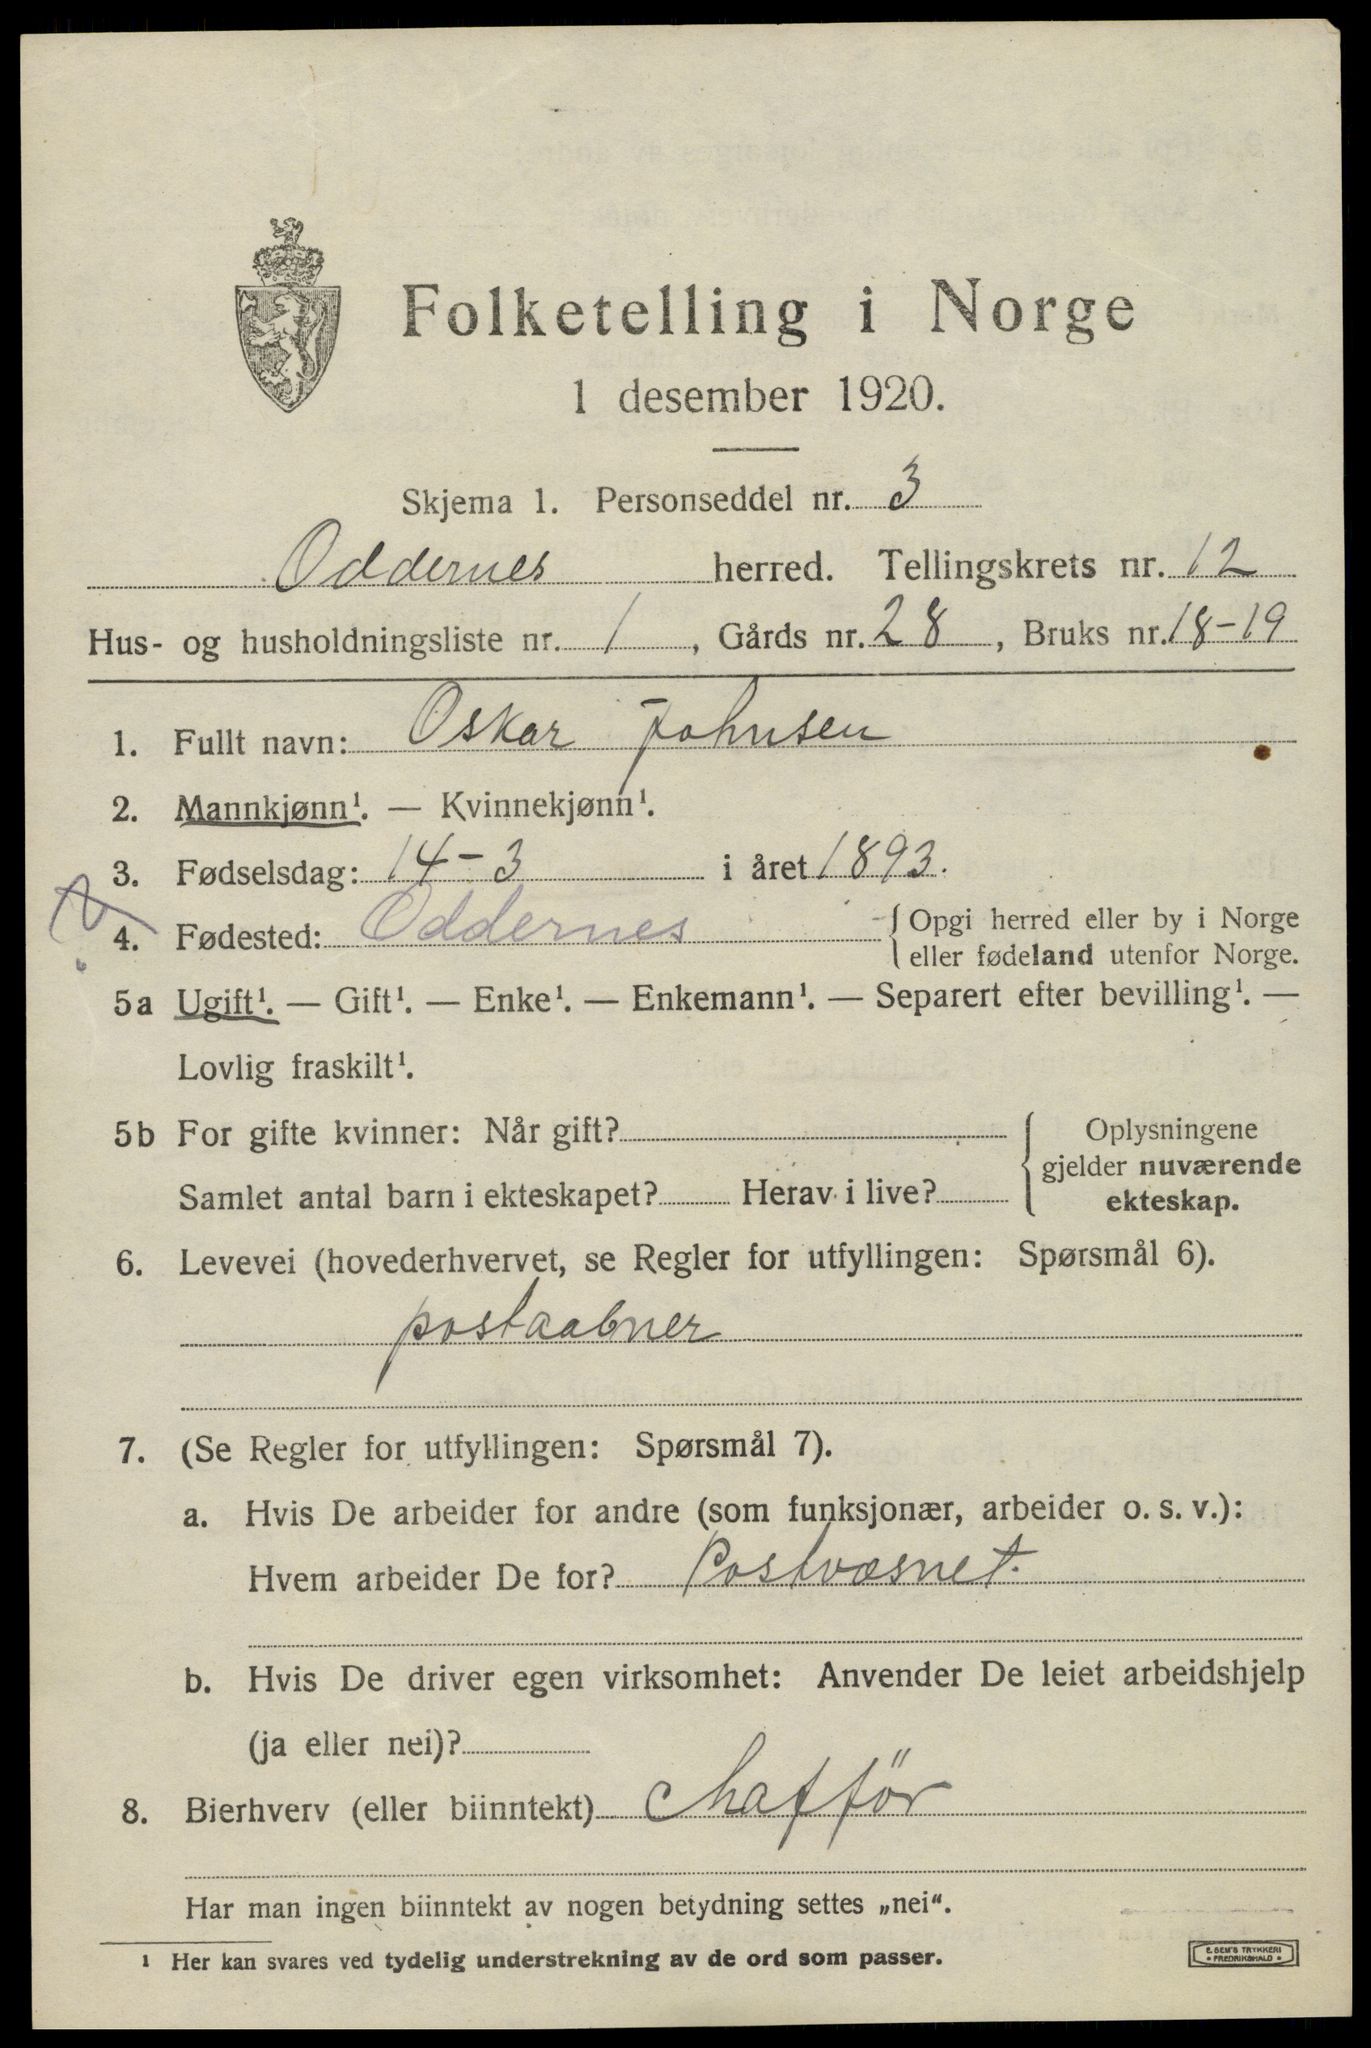 Folketelling i Norge
1 desember 1920.
Skjema 1. Personseddel nr. 3
Oddernes herred. Tellingskrets nr. 12
Hus- og husholdningsliste nr. 1, Gårds nr. 28, Bruks nr. 18-19
1. Fullt navn: Oskar Johnsen
2. Mannkjønn¹. — Kvinnekjønn¹.
3. Fødselsdag: 14-3 i året 1893.
4. Fødested: Oddernes { Opgi herred eller by i Norge
eller fødeland utenfor Norge.
5a Ugift¹. — Gift¹. — Enke¹. — Enkemann¹. — Separert efter bevilling¹. —
Lovlig fraskilt¹.
5b For gifte kvinner: Når gift?
Samlet antal barn i ekteskapet? Herav i live?
Oplysningene
gjelder nuværende
ekteskap.
6. Levevei (hovederhvervet, se Regler for utfyllingen: Spørsmål 6).
postaabner
7. (Se Regler for utfyllingen: Spørsmål 7).
a. Hvis De arbeider for andre (som funksjonær, arbeider o. s. v.):
Hvem arbeider De for? Postvæsnet.
b. Hvis De driver egen virksomhet: Anvender De leiet arbeidshjelp
(ja eller nei)?
8. Bierhverv (eller biinntekt) chafför
Har man ingen biinntekt av nogen betydning settes „nei“.
¹ Her kan svares ved tydelig understrekning av de ord som passer.
E. SEM'S TRYKKERI
• FREDRIKSHALD •